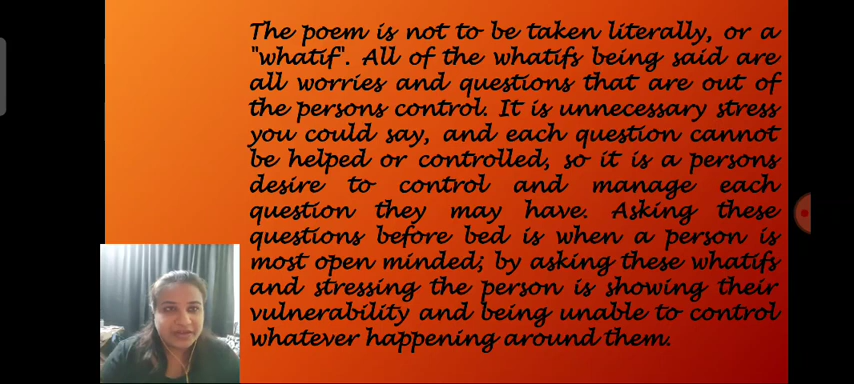 The poem is not to be taken literally, or a
"whatif". All of the whatifs being said are
all worries and questions that are out of
the persons control. It is unnecessary stress
you could say, and each question cannot
be helped or controlled, so it is a persons
desire to control and manage each
question they may have. Asking these
questions before bed is when a person is
most open minded; by asking these whatifs
and stressing the person is showing their
vulnerability and being unable to control
whatever happening around them.